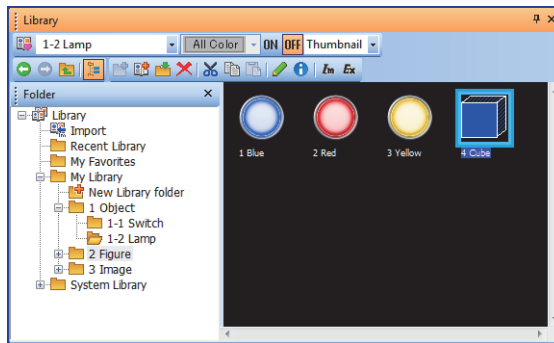 Library
1-2 Lamp All Color ON OFF Thumbnail
Im Ex
Folder
Library
Import
Recent Library
My Favorites
My Library
New Library folder
1 Object
1-1 Switch
1-2 Lamp
2 Figure
3 Image
System Library
1 Blue 2 Red 3 Yellow 4 Cube